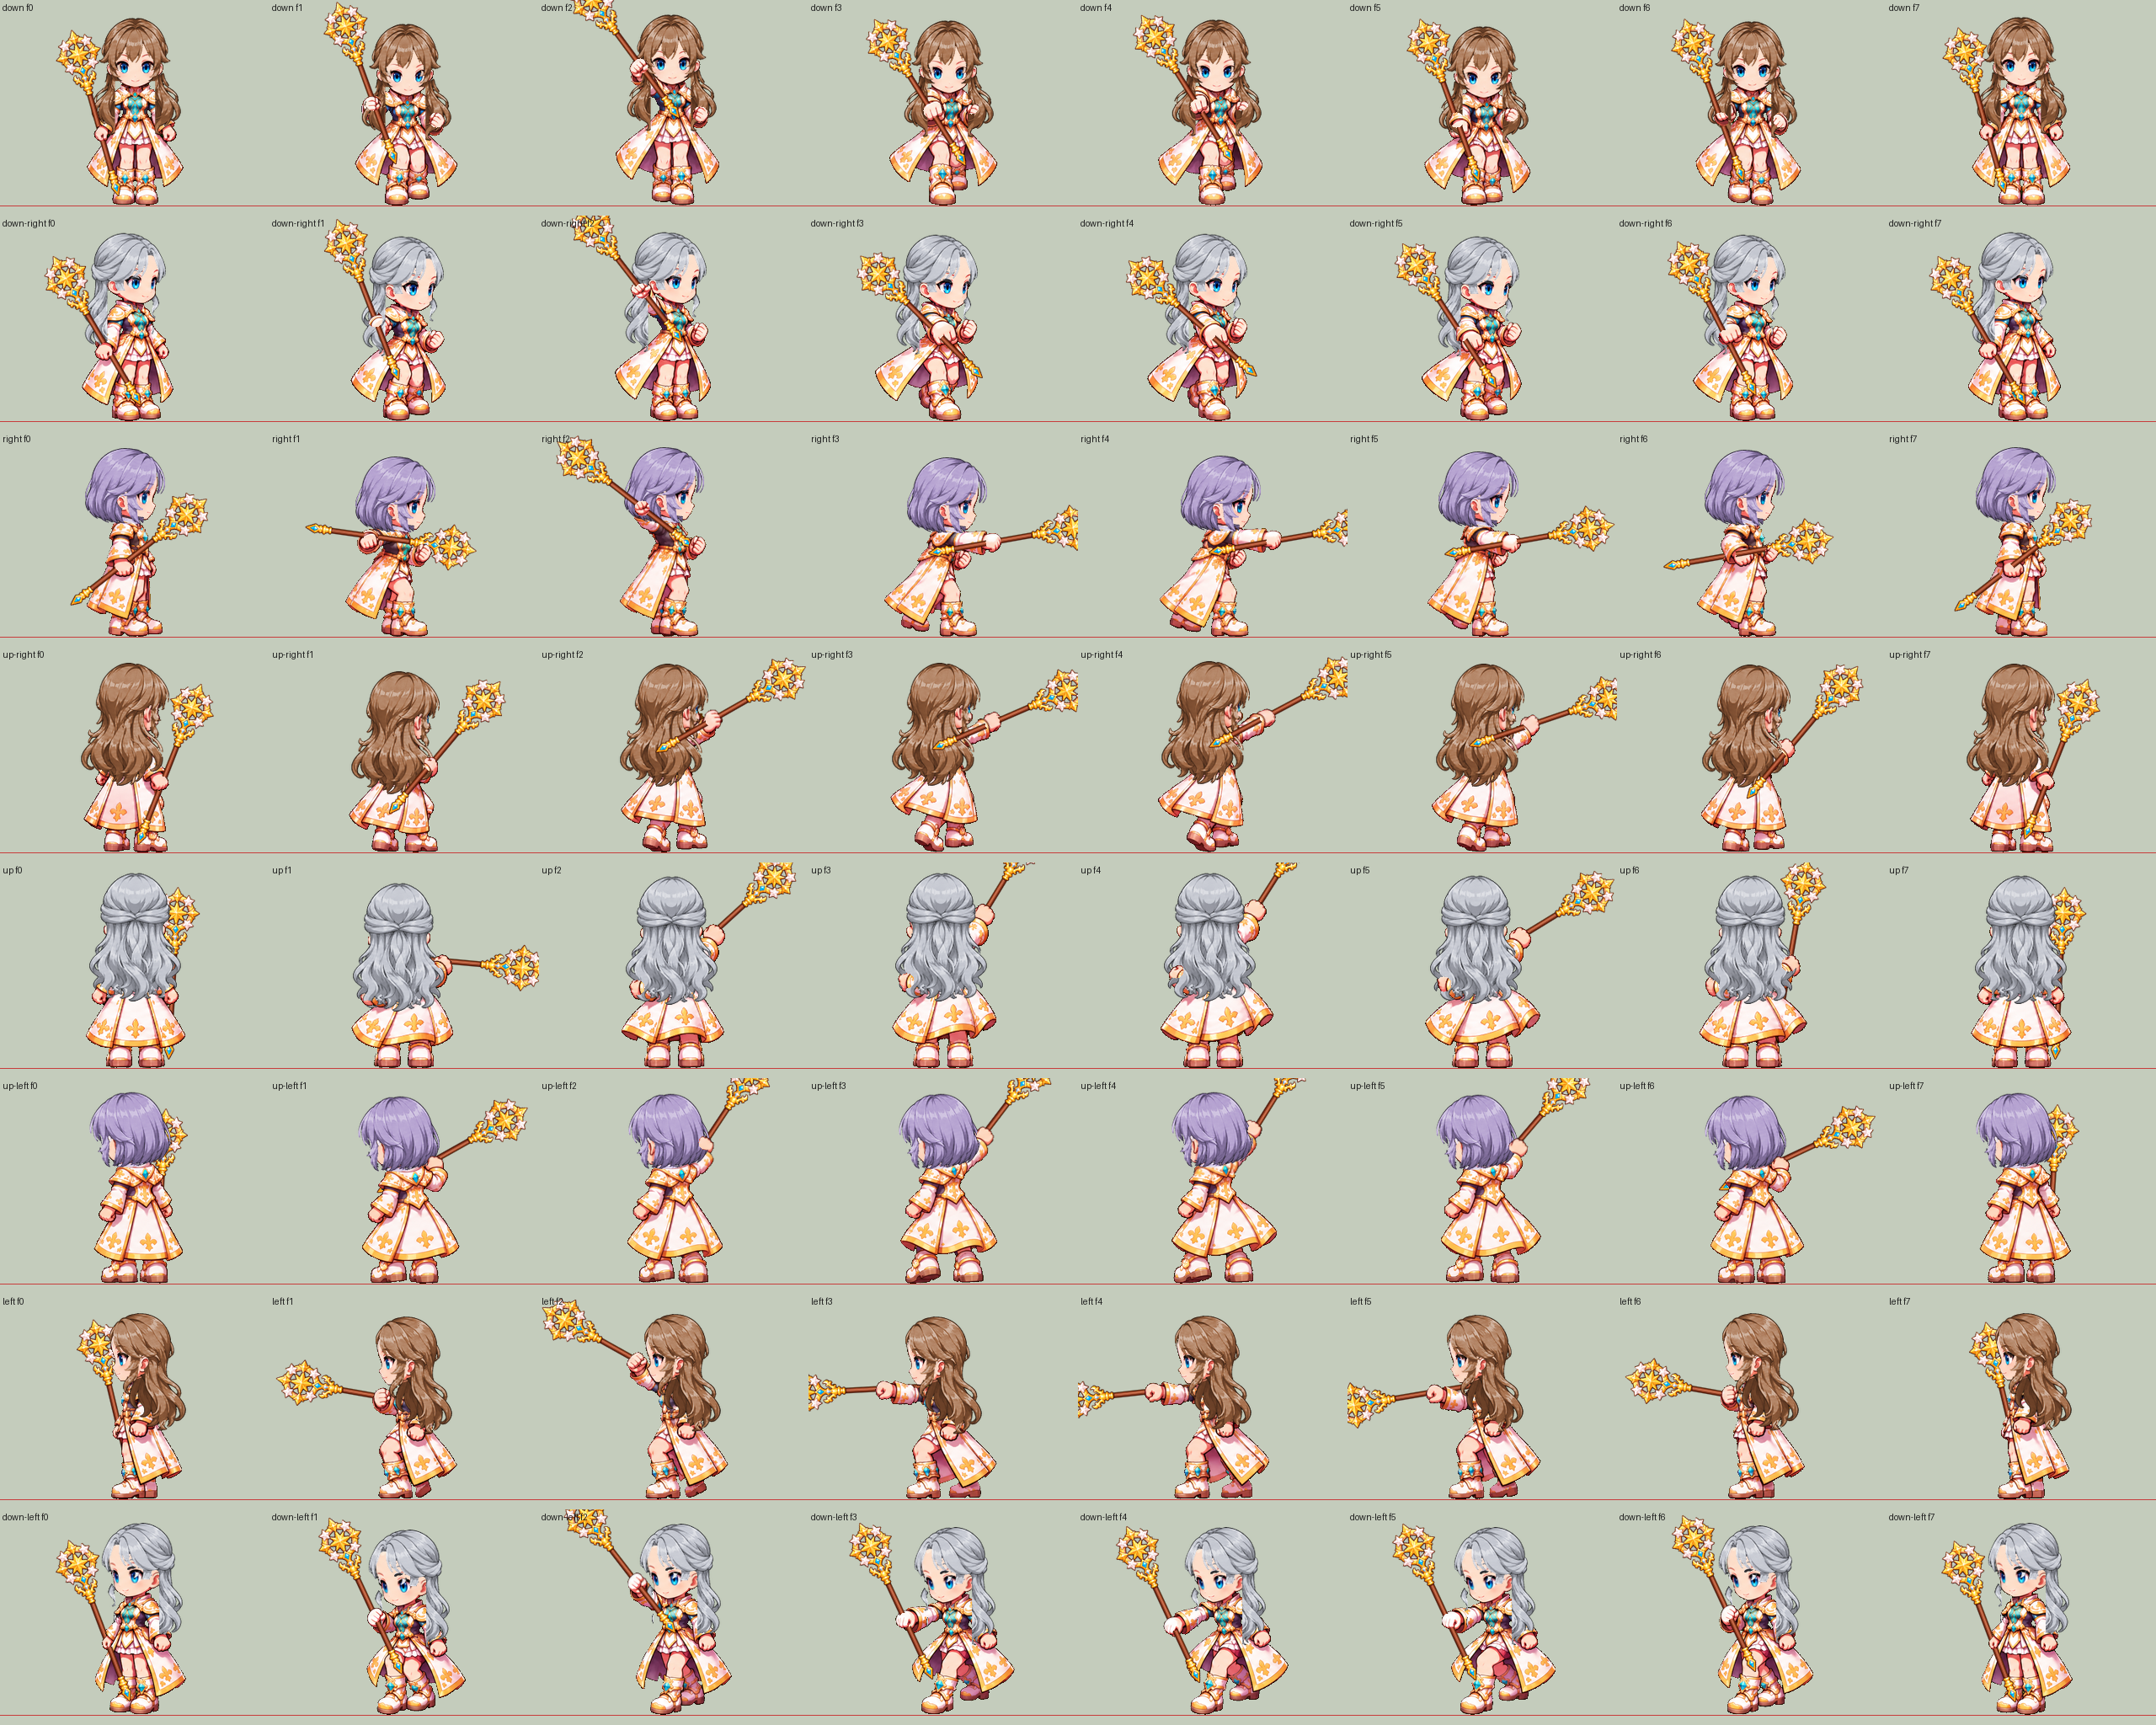 down f0 down f1 down f2 down f3 down f4 down f5 down f6 down f7
down-right f0 down-right f1 down-right f2 down-right f3 down-right f4 down-right f5 down-right f6 down-right f7
right f0 right f1 right f2 right f3 right f4 right f5 right f6 right f7
up-right f0 up-right f1 up-right f2 up-right f3 up-right f4 up-right f5 up-right f6 up-right f7
up f0 up f1 up f2 up f3 up f4 up f5 up f6 up f7
up-left f0 up-left f1 up-left f2 up-left f3 up-left f4 up-left f5 up-left f6 up-left f7
left f0 left f1 left f2 left f3 left f4 left f5 left f6 left f7
down-left f0 down-left f1 down-left f2 down-left f3 down-left f4 down-left f5 down-left f6 down-left f7